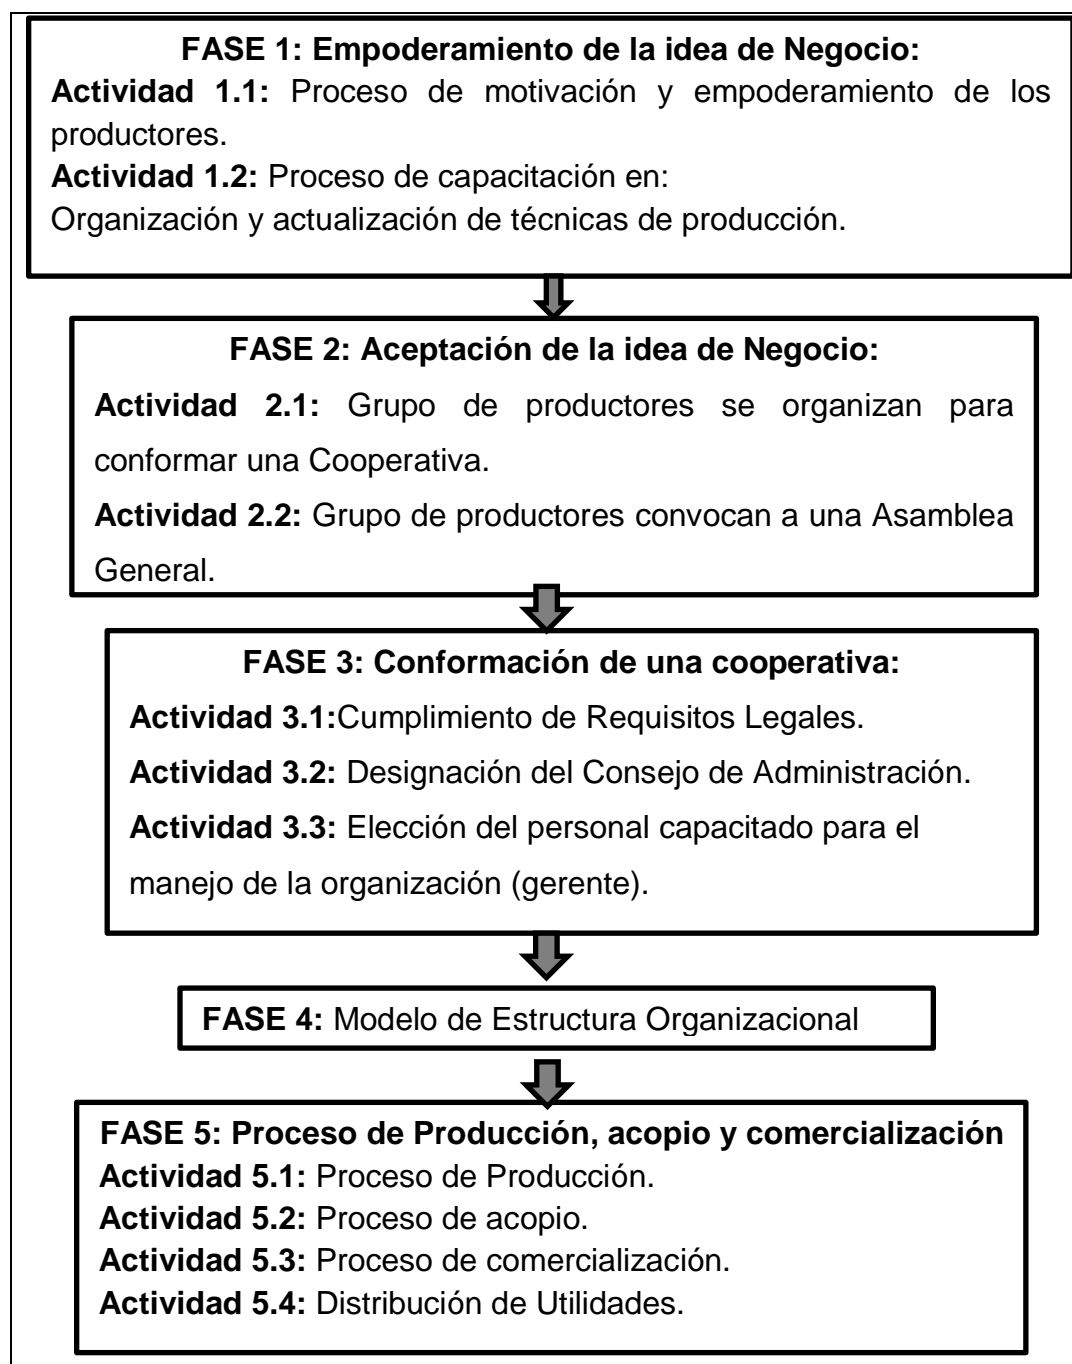 FASE 1: Empoderamiento de la idea de Negocio:
Actividad 1.1: Proceso de motivación y empoderamiento de los
productores.
Actividad 1.2: Proceso de capacitación en:
Organización y actualización de técnicas de producción.
FASE 2: Aceptación de la idea de Negocio:
Actividad 2.1: Grupo de productores se organizan para
conformar una Cooperativa.
Actividad 2.2: Grupo de productores convocan a una Asamblea
General.
FASE 3: Conformación de una cooperativa:
Actividad 3.1:Cumplimiento de Requisitos Legales.
Actividad 3.2: Designación del Consejo de Administración.
Actividad 3.3: Elección del personal capacitado para el
manejo de la organización (gerente).
FASE 4: Modelo de Estructura Organizacional
FASE 5: Proceso de Producción, acopio y comercialización
Actividad 5.1: Proceso de Producción.
Actividad 5.2: Proceso de acopio.
Actividad 5.3: Proceso de comercialización.
Actividad 5.4: Distribución de Utilidades.